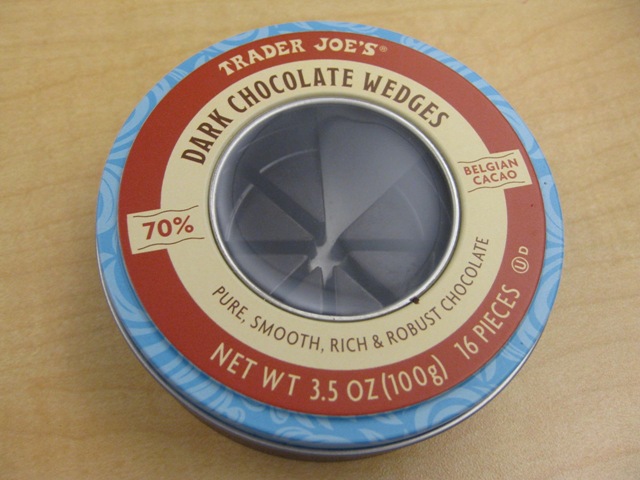 TRADER JOE'S®
DARK CHOCOLATE WEDGES
70%
BELGIAN
CACAO
PURE, SMOOTH, RICH & ROBUST CHOCOLATE
NET WT 3.5 OZ (100g) 16 PIECES Ⓤ D